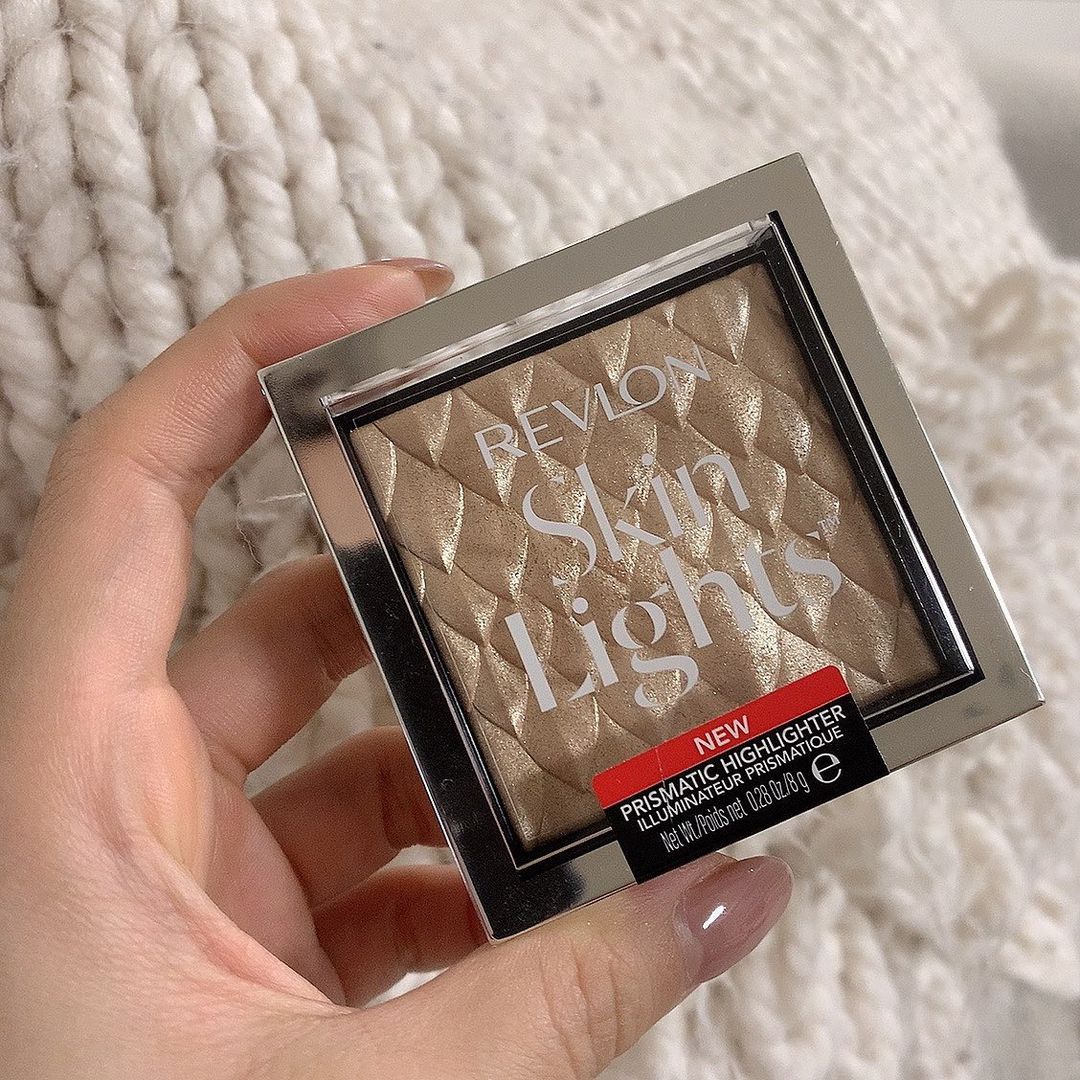 REVLON
Skin
Lights™
NEW
PRISMATIC HIGHLIGHTER
ILLUMINATEUR PRISMATIQUE
Net Wt./Poids net 0.28 Oz/8 g ℮